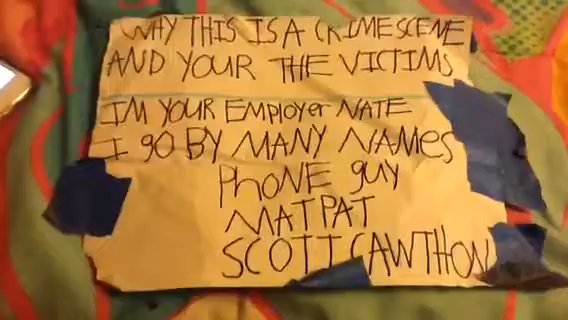 WHY THIS IS A CRIME SCENE
AND YOUR THE VICTIMS
IM YOUR EMPLOYER NATE
I GO BY MANY NAMES
PHONE GUY
MATPAT
SCOTT CAWTHON